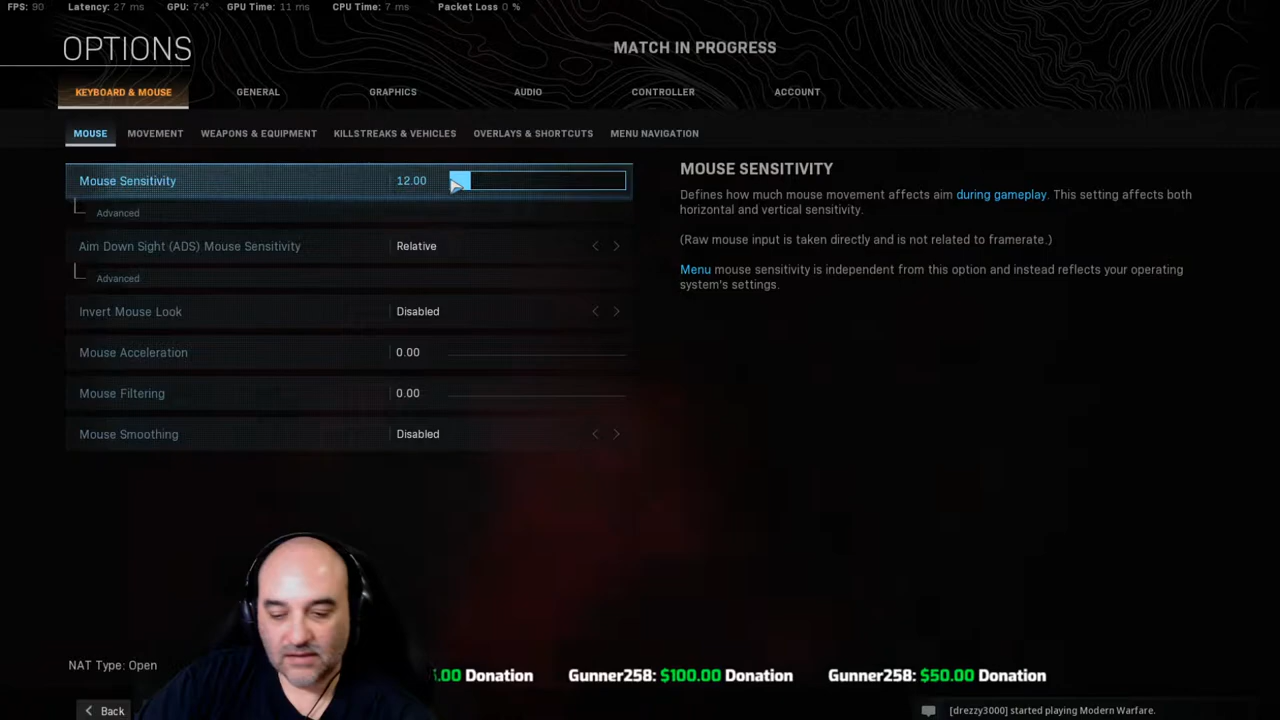 FPS: 90 Latency: 27 ms GPU: 74° GPU Time: 11 ms CPU Time: 7 ms Packet Loss 0 %
OPTIONS
MATCH IN PROGRESS
KEYBOARD & MOUSE GENERAL GRAPHICS AUDIO CONTROLLER ACCOUNT
MOUSE MOVEMENT WEAPONS & EQUIPMENT KILLSTREAKS & VEHICLES OVERLAYS & SHORTCUTS MENU NAVIGATION
Mouse Sensitivity 12.00
Advanced
Aim Down Sight (ADS) Mouse Sensitivity Relative
Advanced
Invert Mouse Look Disabled
Mouse Acceleration 0.00
Mouse Filtering 0.00
Mouse Smoothing Disabled
MOUSE SENSITIVITY
Defines how much mouse movement affects aim during gameplay. This setting affects both
horizontal and vertical sensitivity.
(Raw mouse input is taken directly and is not related to framerate.)
Menu mouse sensitivity is independent from this option and instead reflects your operating
system's settings.
NAT Type: Open
.00 Donation Gunner258: $100.00 Donation Gunner258: $50.00 Donation
Back
[drezzy3000] started playing Modern Warfare.